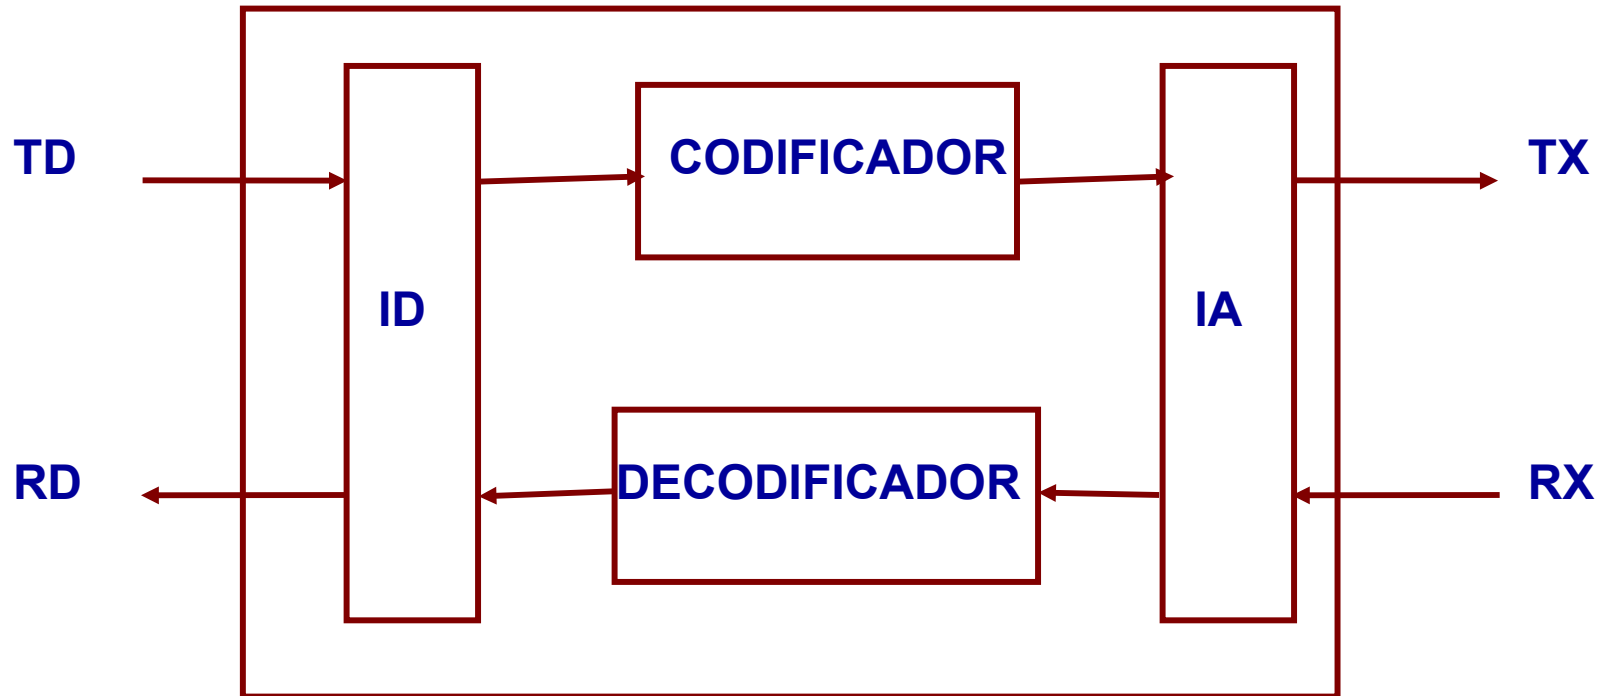 TD
CODIFICADOR
TX
ID
IA
RD
DECODIFICADOR
RX